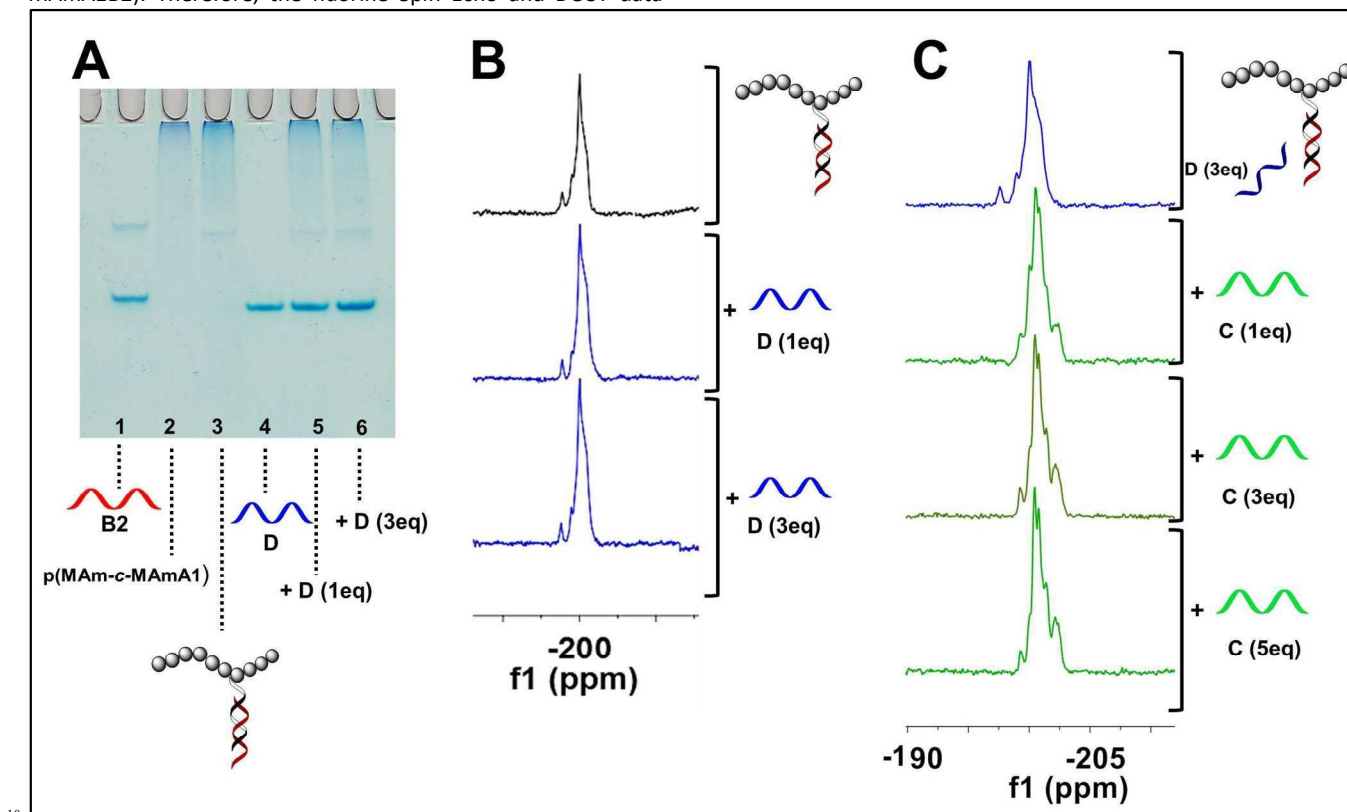 mAmA1B2). Therefore, the fluorine spin echo and DOSY data
A
B
C
1 2 3 4 5 6
B2
D
+ D (3eq)
p(MAm-c-MAmA1)
+ D (1eq)
+
D (1eq)
+
D (3eq)
-200
f1 (ppm)
D (3eq)
+
C (1eq)
+
C (3eq)
+
C (5eq)
-190
-205
f1 (ppm)